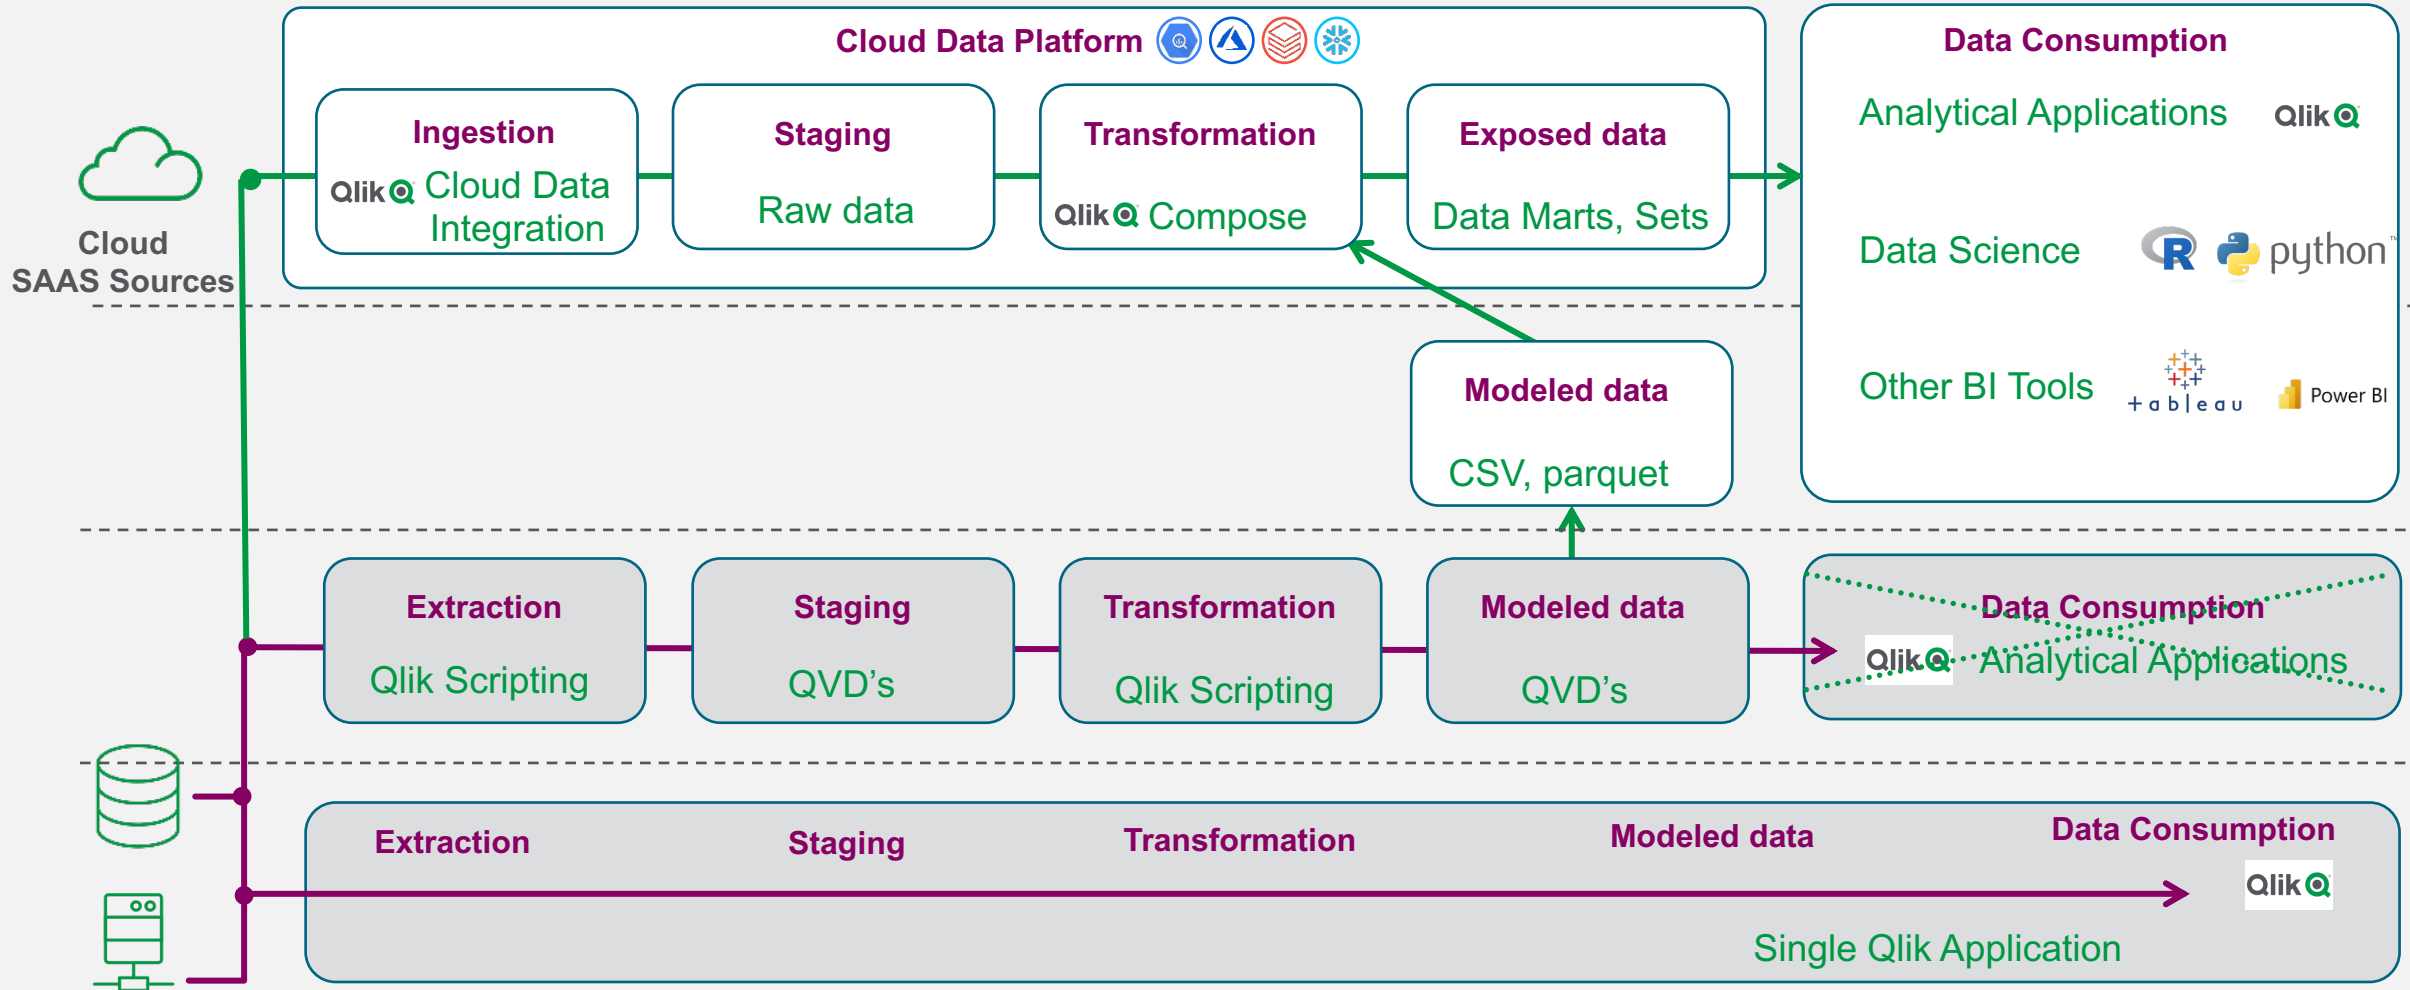 Cloud Data Platform
Data Consumption
Ingestion
Qlik Cloud Data
Integration
Staging
Raw data
Transformation
Qlik Compose
Exposed data
Data Marts, Sets
Analytical Applications Qlik
Data Science R python™
Other BI Tools +ableau Power BI
Cloud
SAAS Sources
Modeled data
CSV, parquet
Extraction
Qlik Scripting
Staging
QVD's
Transformation
Qlik Scripting
Modeled data
QVD's
Data Consumption
Qlik Analytical Applications
Extraction
Staging
Transformation
Modeled data
Data Consumption
Qlik
Single Qlik Application